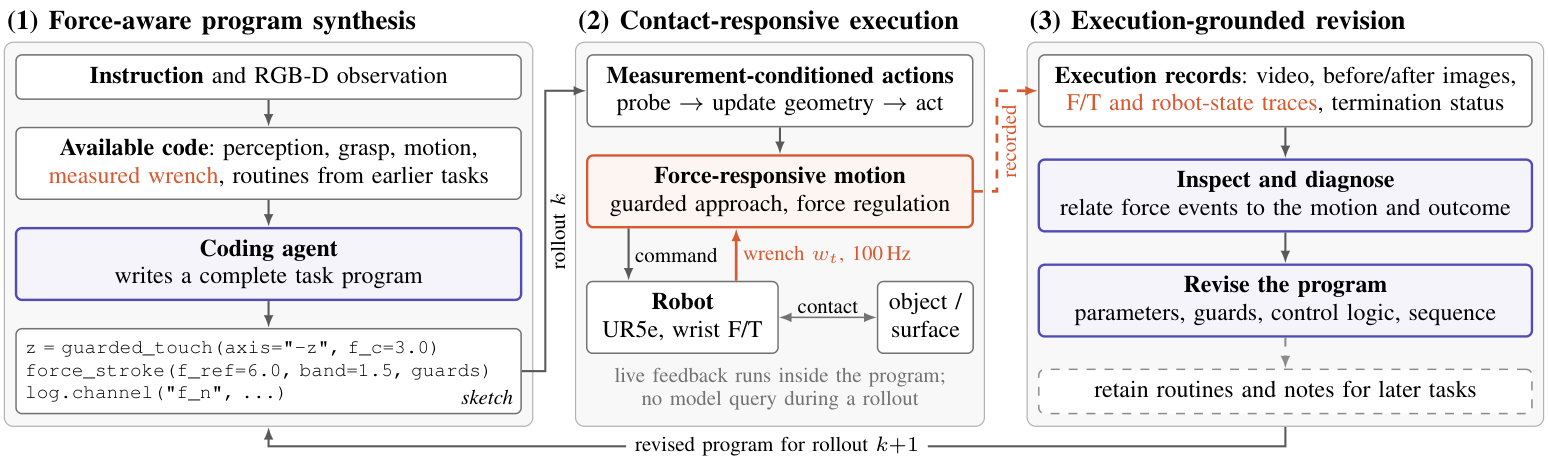 (1) Force-aware program synthesis
Instruction and RGB-D observation
Available code: perception, grasp, motion,
measured wrench, routines from earlier tasks
Coding agent
writes a complete task program
z = guarded_touch(axis="-z", f_c=3.0)
force_stroke(f_ref=6.0, band=1.5, guards)
log.channel("f_n", ...)
sketch
rollout k
(2) Contact-responsive execution
Measurement-conditioned actions
probe → update geometry → act
Force-responsive motion
guarded approach, force regulation
command
wrench wₜ, 100 Hz
Robot
UR5e, wrist F/T
contact
object /
surface
live feedback runs inside the program;
no model query during a rollout
recorded
(3) Execution-grounded revision
Execution records: video, before/after images,
F/T and robot-state traces, termination status
Inspect and diagnose
relate force events to the motion and outcome
Revise the program
parameters, guards, control logic, sequence
retain routines and notes for later tasks
revised program for rollout k+1